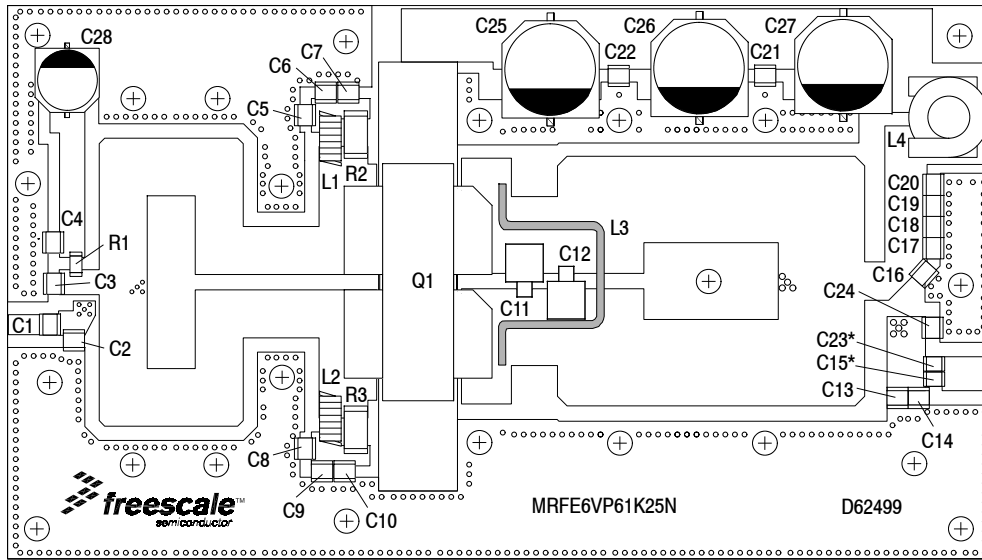 C28
C25
C26
C27
C7
C22
C21
C6
C5
L4
L1
R2
C20
C4
C19
R1
L3
C18
C12
C17
C3
Q1
C16
C11
C24
C1
C2
C23*
C15*
L2
R3
C13
C8
C14
C9
C10
freescale™
semiconductor
MRFE6VP61K25N
D62499